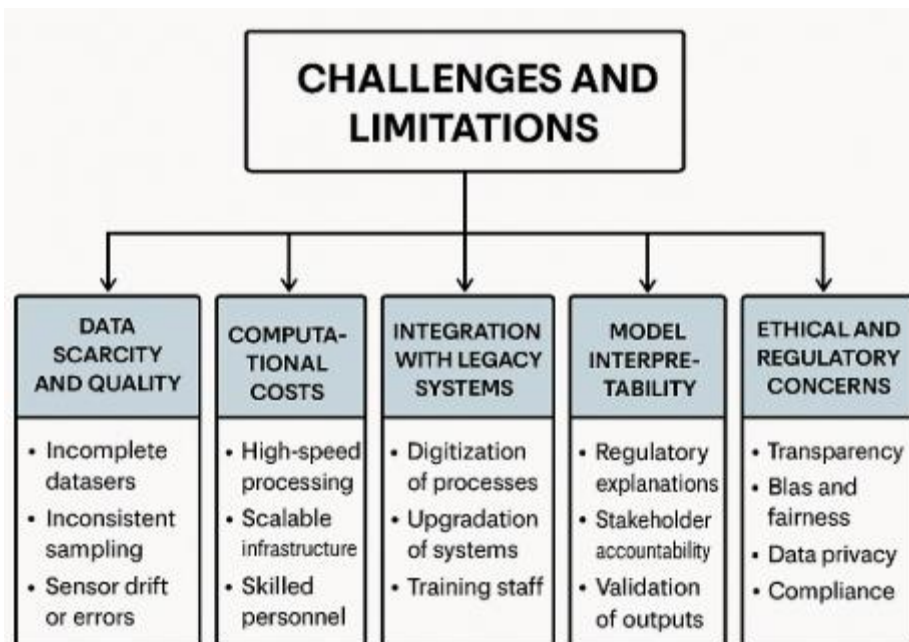 CHALLENGES AND
LIMITATIONS
DATA
SCARCITY
AND QUALITY
• Incomplete
datasers
• Inconsistent
sampling
• Sensor drift
or errors
COMPUTA-
TIONAL
COSTS
• High-speed
processing
• Scalable
infrastructure
• Skilled
personnel
INTEGRATION
WITH LEGACY
SYSTEMS
• Digitization
of processes
• Upgradation
of systems
• Training staff
MODEL
INTERPRE-
TABILITY
• Regulatory
explanations
• Stakeholder
accountability
• Validation
of outputs
ETHICAL AND
REGULATORY
CONCERNS
• Transparency
• Blas and
fairness
• Data privacy
• Compliance